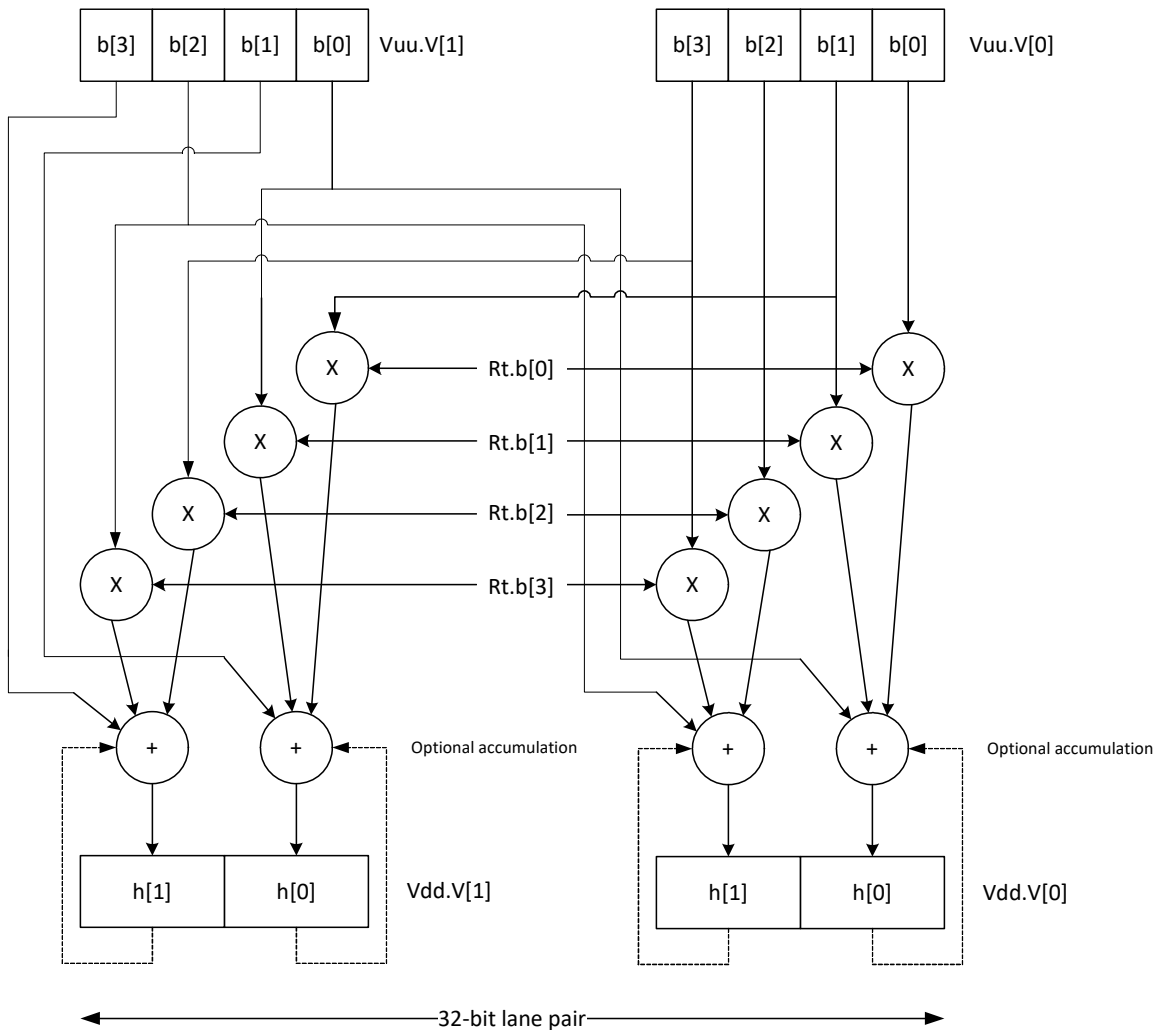 b[3] b[2] b[1] b[0] Vuu.V[1] b[3] b[2] b[1] b[0] Vuu.V[0]
X Rt.b[0] X
X Rt.b[1] X
X Rt.b[2] X
X Rt.b[3] X
+ + Optional accumulation + + Optional accumulation
h[1] h[0] Vdd.V[1] h[1] h[0] Vdd.V[0]
32-bit lane pair